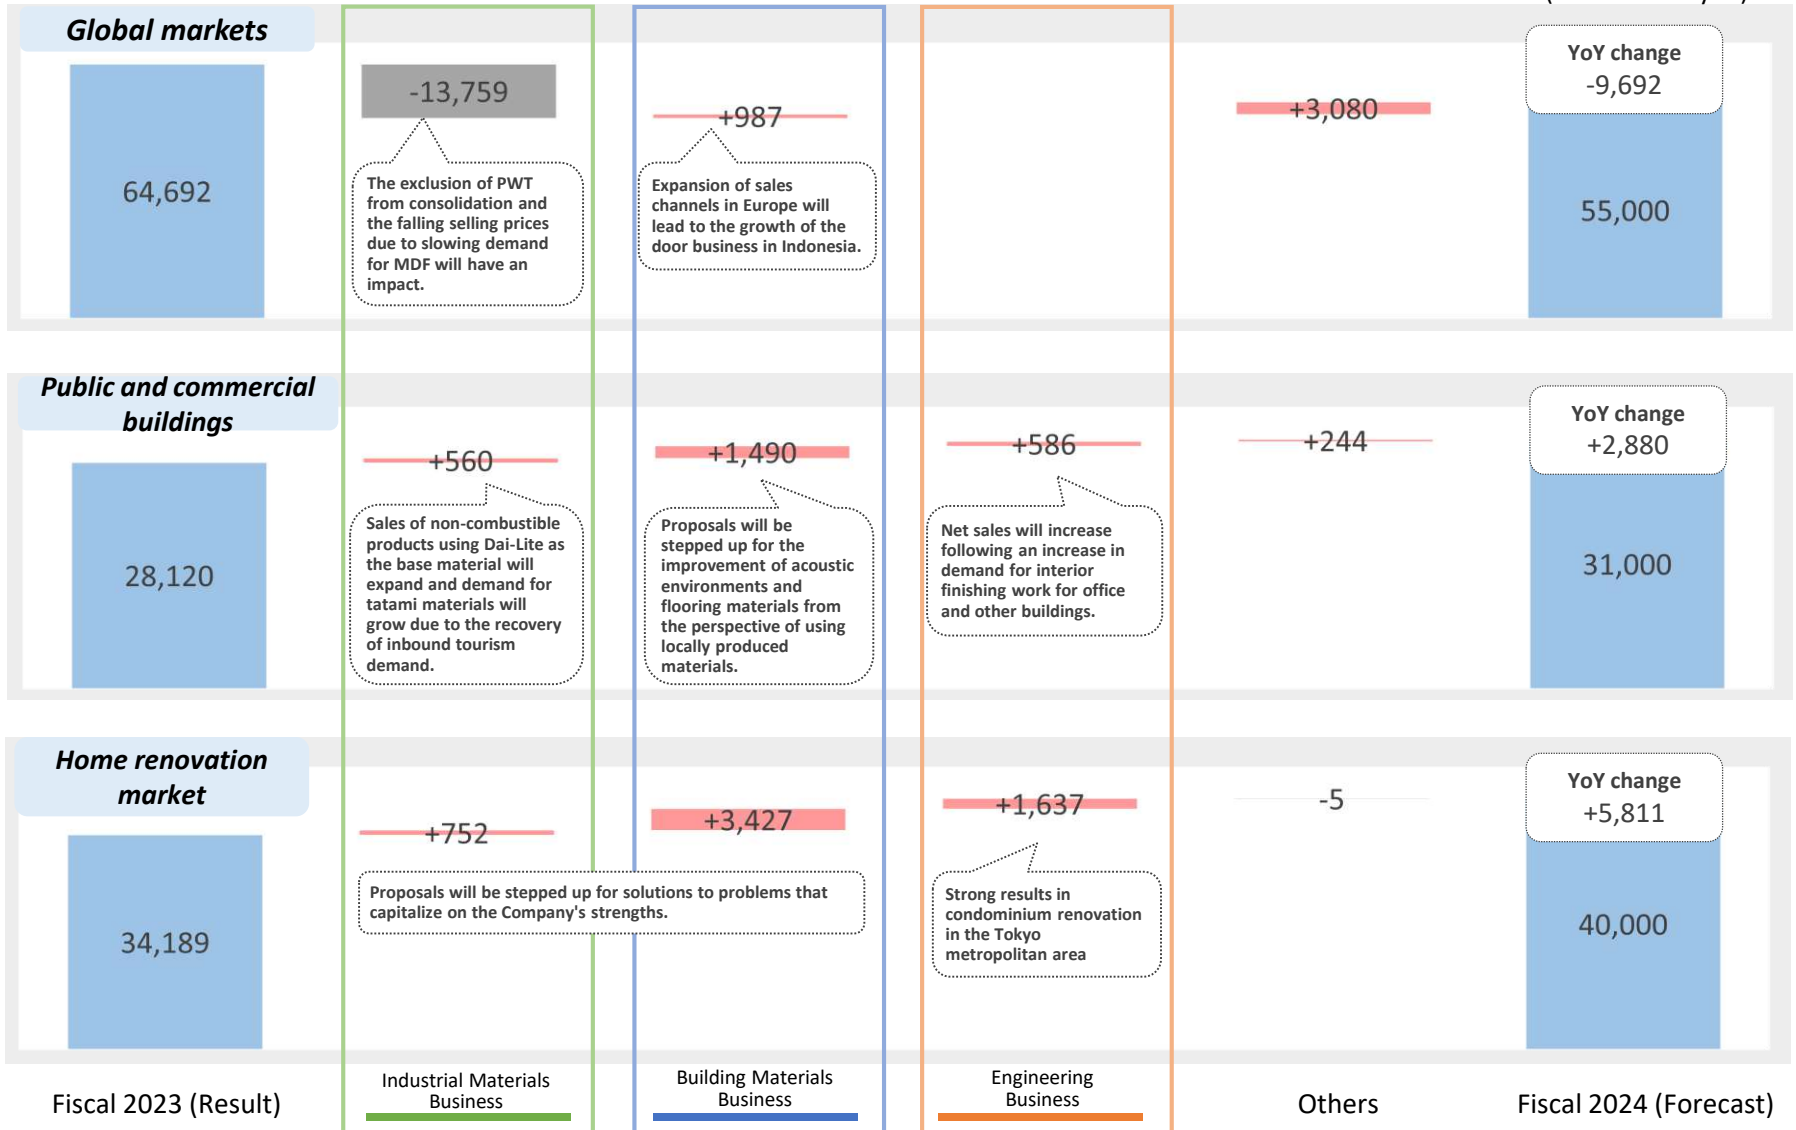 Global markets
YoY change
-9,692
-13,759
+987
+3,080
64,692
The exclusion of PWT
from consolidation and
the falling selling prices
due to slowing demand
for MDF will have an
impact.
Expansion of sales
channels in Europe will
lead to the growth of the
door business in Indonesia.
55,000
Public and commercial
buildings
YoY change
+2,880
+560
+1,490
+586
+244
28,120
Sales of non-combustible
products using Dai-Lite as
the base material will
expand and demand for
tatami materials will
grow due to the recovery
of inbound tourism
demand.
Proposals will be
stepped up for the
improvement of acoustic
environments and
flooring materials from
the perspective of using
locally produced
materials.
Net sales will increase
following an increase in
demand for interior
finishing work for office
and other buildings.
31,000
Home renovation
market
YoY change
+5,811
+752
+3,427
+1,637
-5
34,189
Proposals will be stepped up for solutions to problems that
capitalize on the Company's strengths.
Strong results in
condominium renovation
in the Tokyo
metropolitan area
40,000
Fiscal 2023 (Result)
Industrial Materials
Business
Building Materials
Business
Engineering
Business
Others
Fiscal 2024 (Forecast)